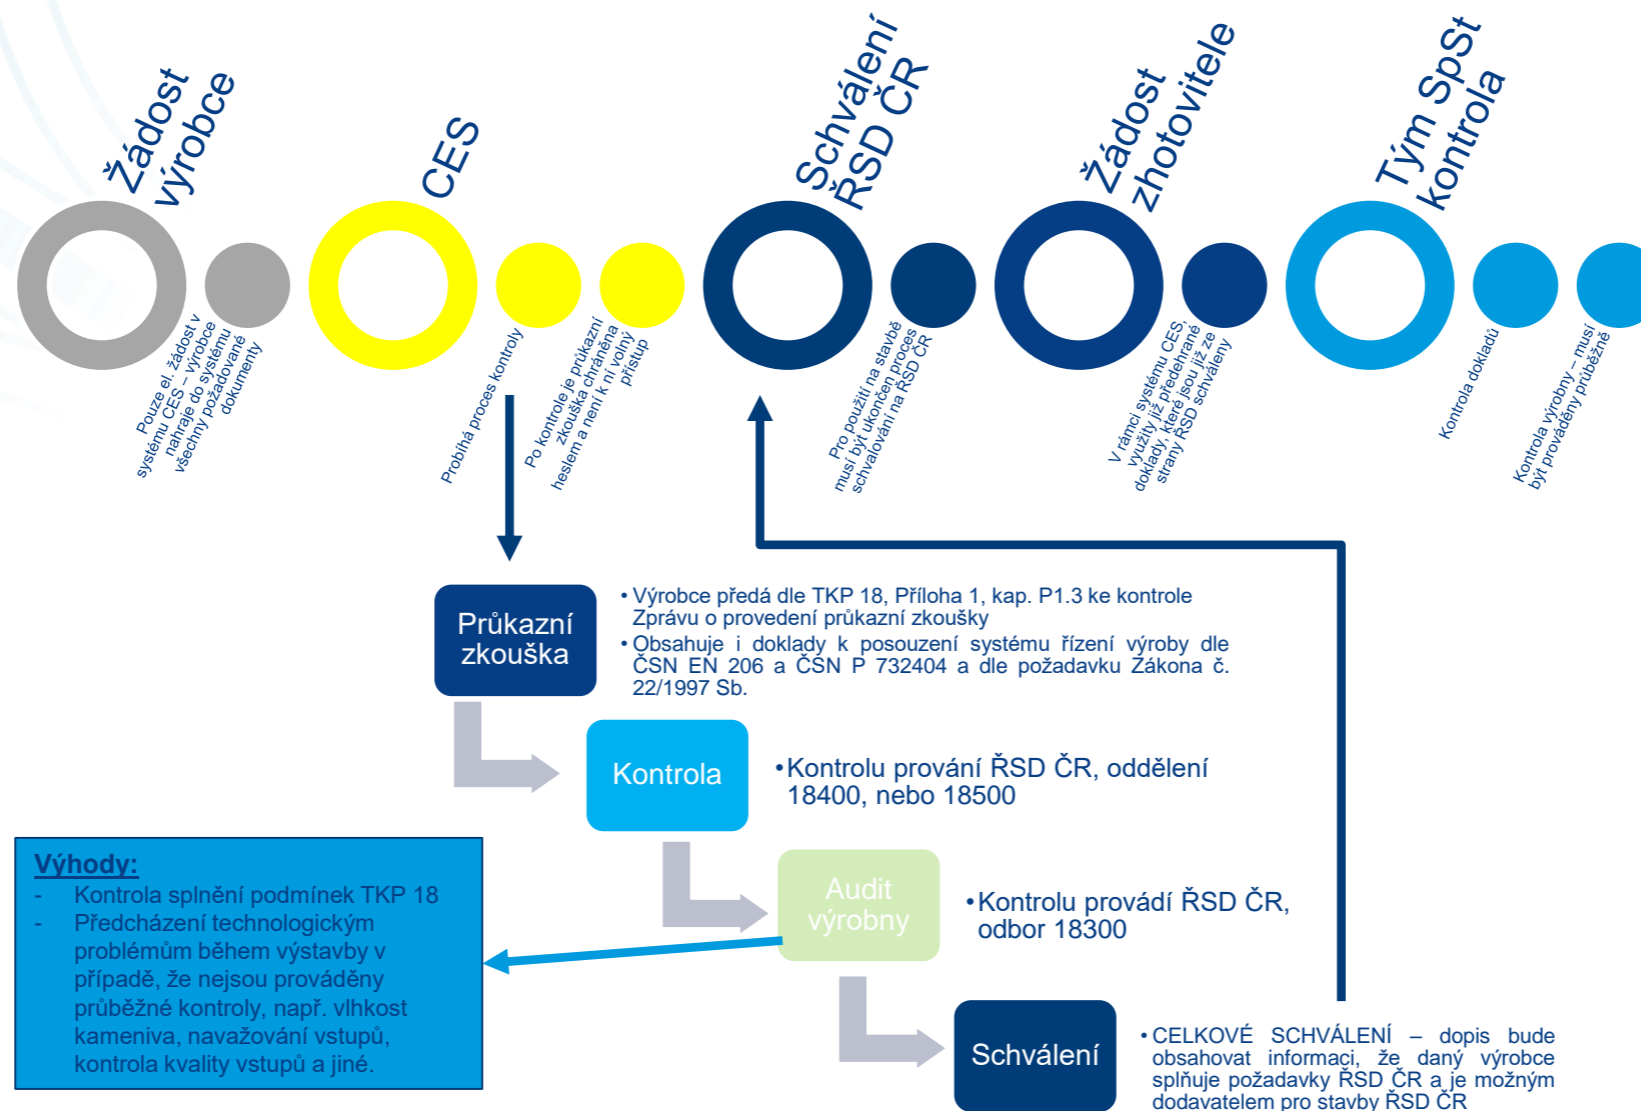 Žádost
výrobce
CES
Schválení
ŘSD ČR
Žádost
zhotovitele
Tým SpSt
kontrola
Pouze el. žádost v
systému CES – výrobce
nahraje do systému
všechny požadované
dokumenty
Probíhá proces kontroly
Po kontrole je průkazní
zkouška chráněna
heslem a není k ní volný
přístup
Pro použití na stavbě
musí být ukončen proces
schvalování na ŘSD ČR
V rámci systému CES,
využity již předehrané
doklady, které jsou již ze
strany ŘSD schváleny
Kontrola dokladů
Kontrola výrobny – musí
být prováděny průběžně
Průkazní
zkouška
• Výrobce předá dle TKP 18, Příloha 1, kap. P1.3 ke kontrole
Zprávu o provedení průkazní zkoušky
• Obsahuje i doklady k posouzení systému řízení výroby dle
ČSN EN 206 a ČSN P 732404 a dle požadavku Zákona č.
22/1997 Sb.
Kontrola
• Kontrolu prování ŘSD ČR, oddělení
18400, nebo 18500
Audit
výrobny
• Kontrolu provádí ŘSD ČR,
odbor 18300
Výhody:
- Kontrola splnění podmínek TKP 18
- Předcházení technologickým
problémům během výstavby v
případě, že nejsou prováděny
průběžné kontroly, např. vlhkost
kameniva, navažování vstupů,
kontrola kvality vstupů a jiné.
Schválení
• CELKOVÉ SCHVÁLENÍ – dopis bude
obsahovat informaci, že daný výrobce
splňuje požadavky ŘSD ČR a je možným
dodavatelem pro stavby ŘSD ČR